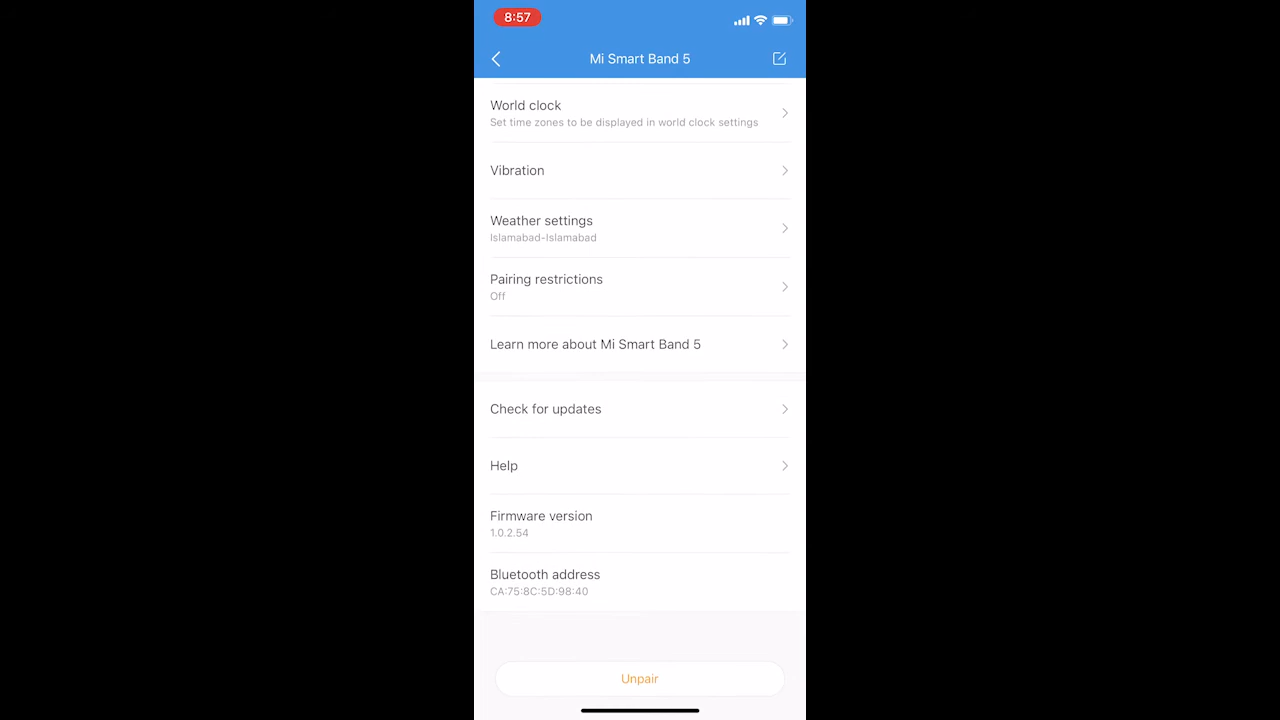 8:57
Mi Smart Band 5
World clock
Set time zones to be displayed in world clock settings
Vibration
Weather settings
Islamabad-Islamabad
Pairing restrictions
Off
Learn more about Mi Smart Band 5
Check for updates
Help
Firmware version
1.0.2.54
Bluetooth address
CA:75:8C:5D:98:40
Unpair